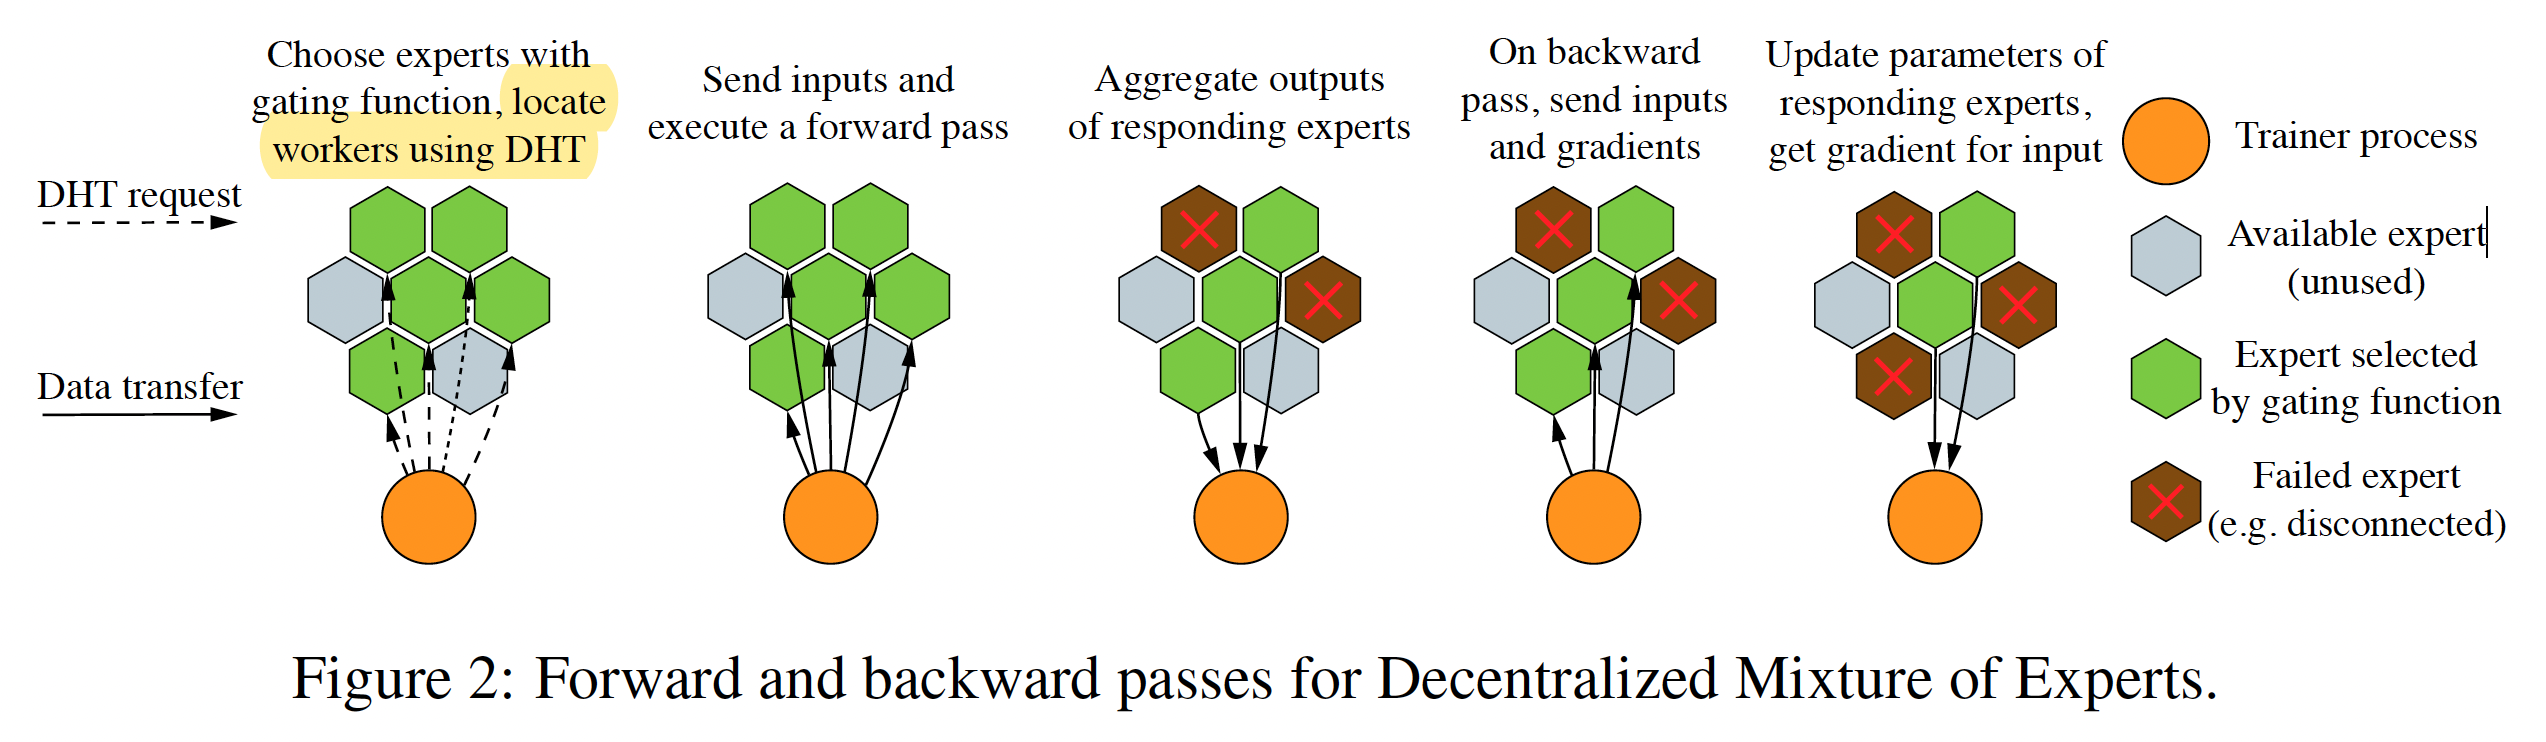 Choose experts with
gating function, locate
workers using DHT
Send inputs and
execute a forward pass
Aggregate outputs
of responding experts
On backward
pass, send inputs
and gradients
Update parameters of
responding experts,
get gradient for input
DHT request
Data transfer
Trainer process
Available expert
(unused)
Expert selected
by gating function
Failed expert
(e.g. disconnected)
Figure 2: Forward and backward passes for Decentralized Mixture of Experts.